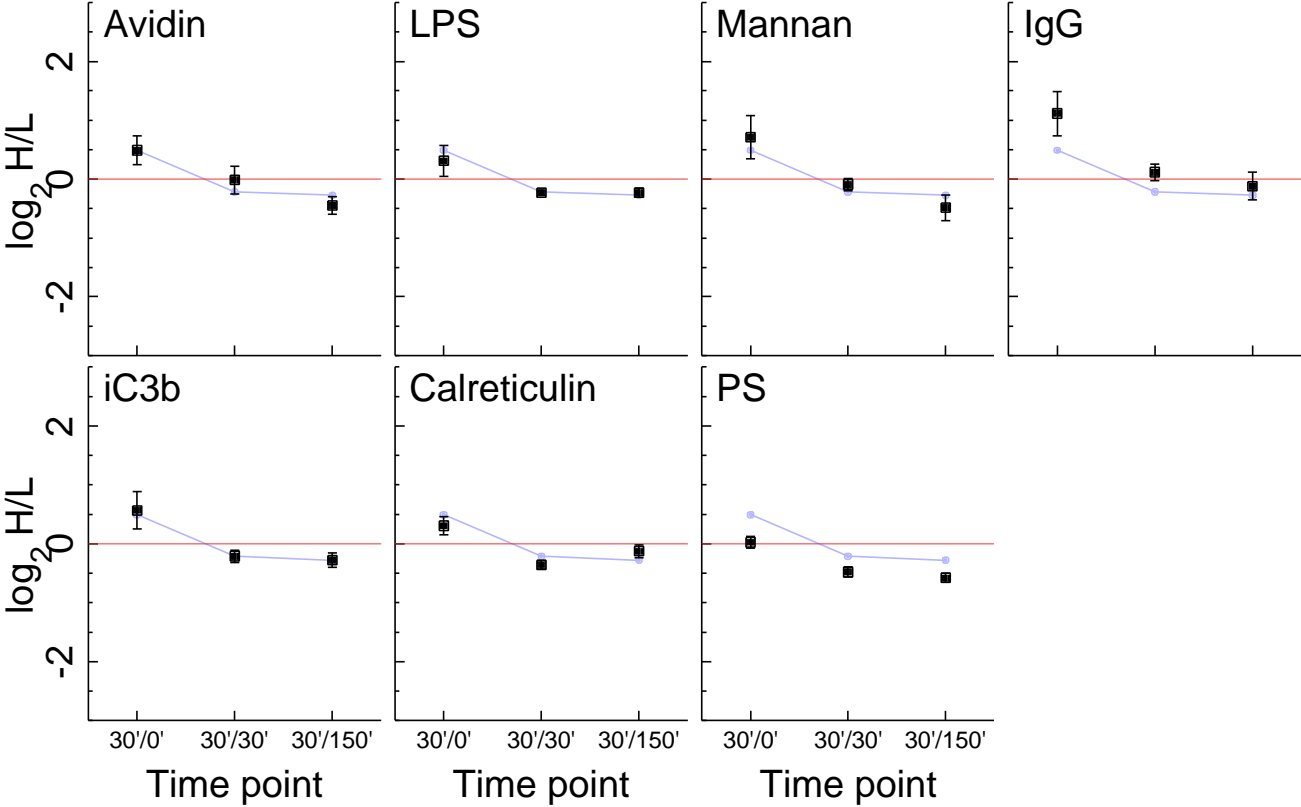 Avidin
LPS
Mannan
IgG
2
0
-2
log2 H/L
iC3b
Calreticulin
PS
2
0
-2
log2 H/L
30'/0' 30'/30' 30'/150'
30'/0' 30'/30' 30'/150'
30'/0' 30'/30' 30'/150'
Time point
Time point
Time point